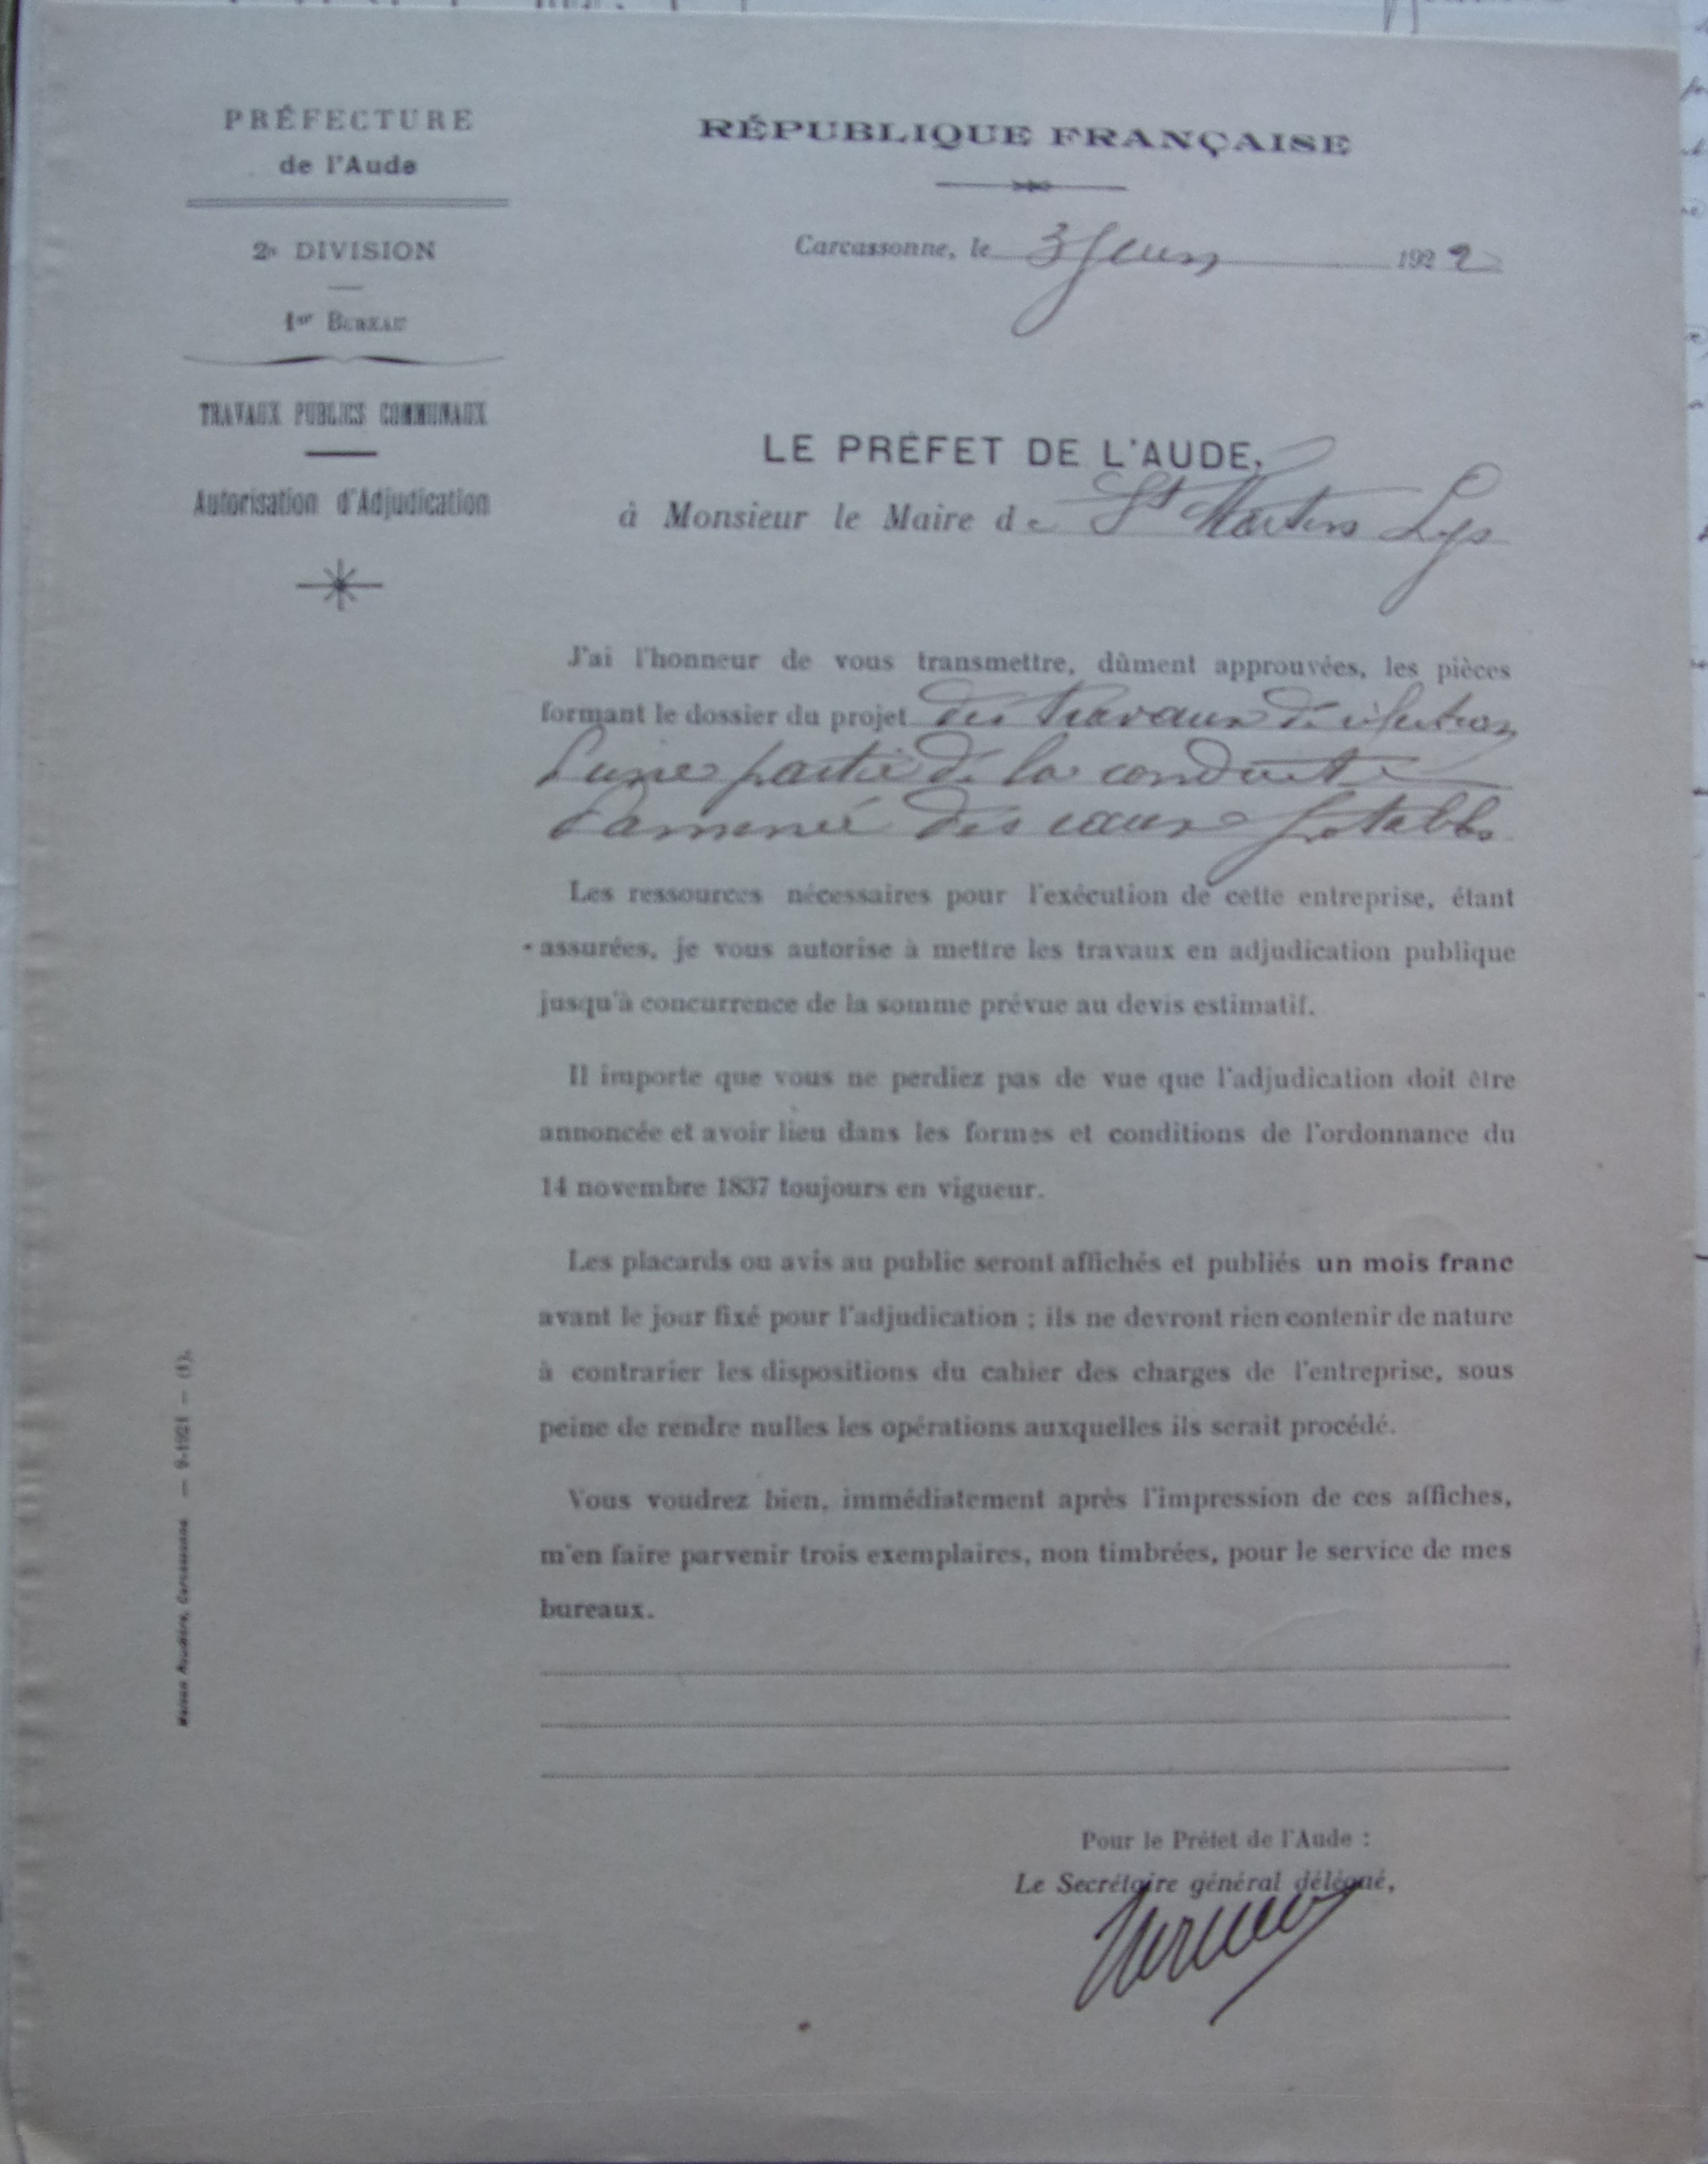 PRÉFECTURE
de l'Aude
2e DIVISION
1er BUREAU
TRAVAUX PUBLICS COMMUNAUX
Autorisation d'Adjudication
RÉPUBLIQUE FRANÇAISE
Carcassonne, le 3 1922
LE PRÉFET DE L'AUDE,
à Monsieur le Maire de St Martin Lys
J'ai l'honneur de vous transmettre, dûment approuvées, les pièces
formant le dossier du projet des travaux de réfection
d'une partie de la conduite
d'amenée des eaux potables
Les ressources nécessaires pour l'exécution de cette entreprise, étant
assurées, je vous autorise à mettre les travaux en adjudication publique
jusqu'à concurrence de la somme prévue au devis estimatif.
Il importe que vous ne perdiez pas de vue que l'adjudication doit être
annoncée et avoir lieu dans les formes et conditions de l'ordonnance du
14 novembre 1837 toujours en vigueur.
Les placards ou avis au public seront affichés et publiés un mois franc
avant le jour fixé pour l'adjudication ; ils ne devront rien contenir de nature
à contrarier les dispositions du cahier des charges de l'entreprise, sous
peine de rendre nulles les opérations auxquelles ils serait procédé.
Vous voudrez bien, immédiatement après l'impression de ces affiches,
m'en faire parvenir trois exemplaires, non timbrées, pour le service de mes
bureaux.
Pour le Préfet de l'Aude :
Le Secrétaire général délégué,
Maison Carcassonne — 9-1921 — (1).